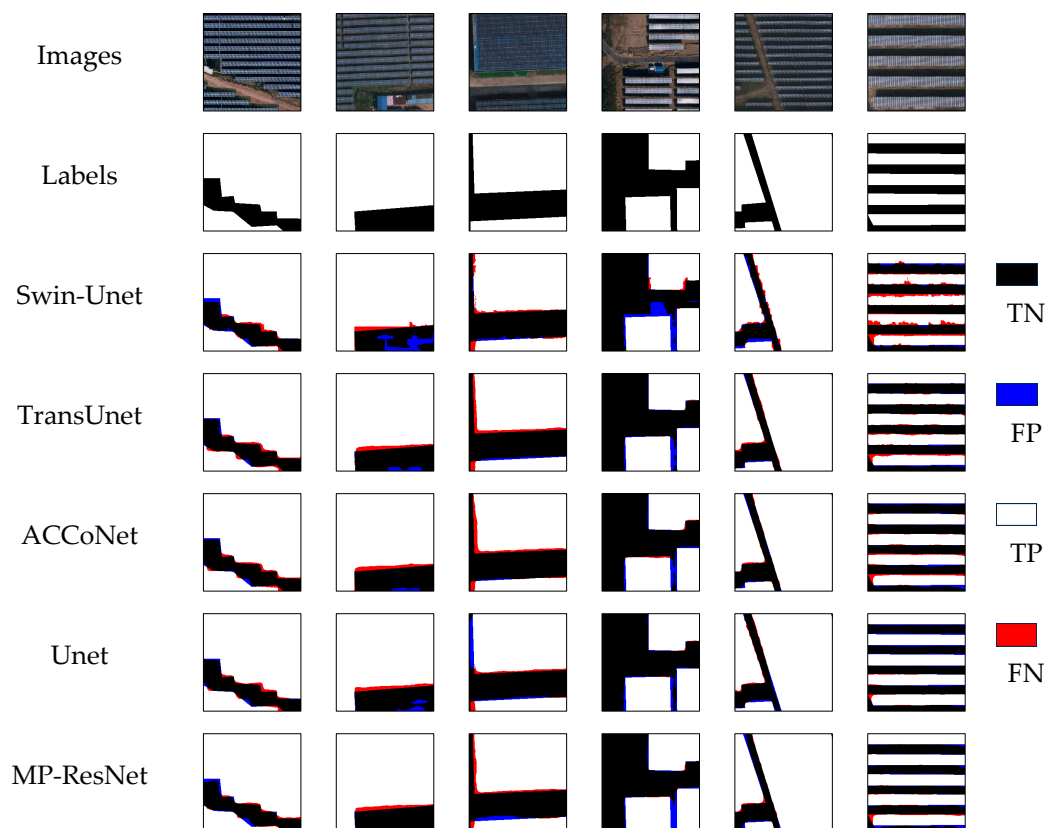 Images
Labels
Swin-Unet
TN
TransUnet
FP
ACCoNet
TP
Unet
FN
MP-ResNet